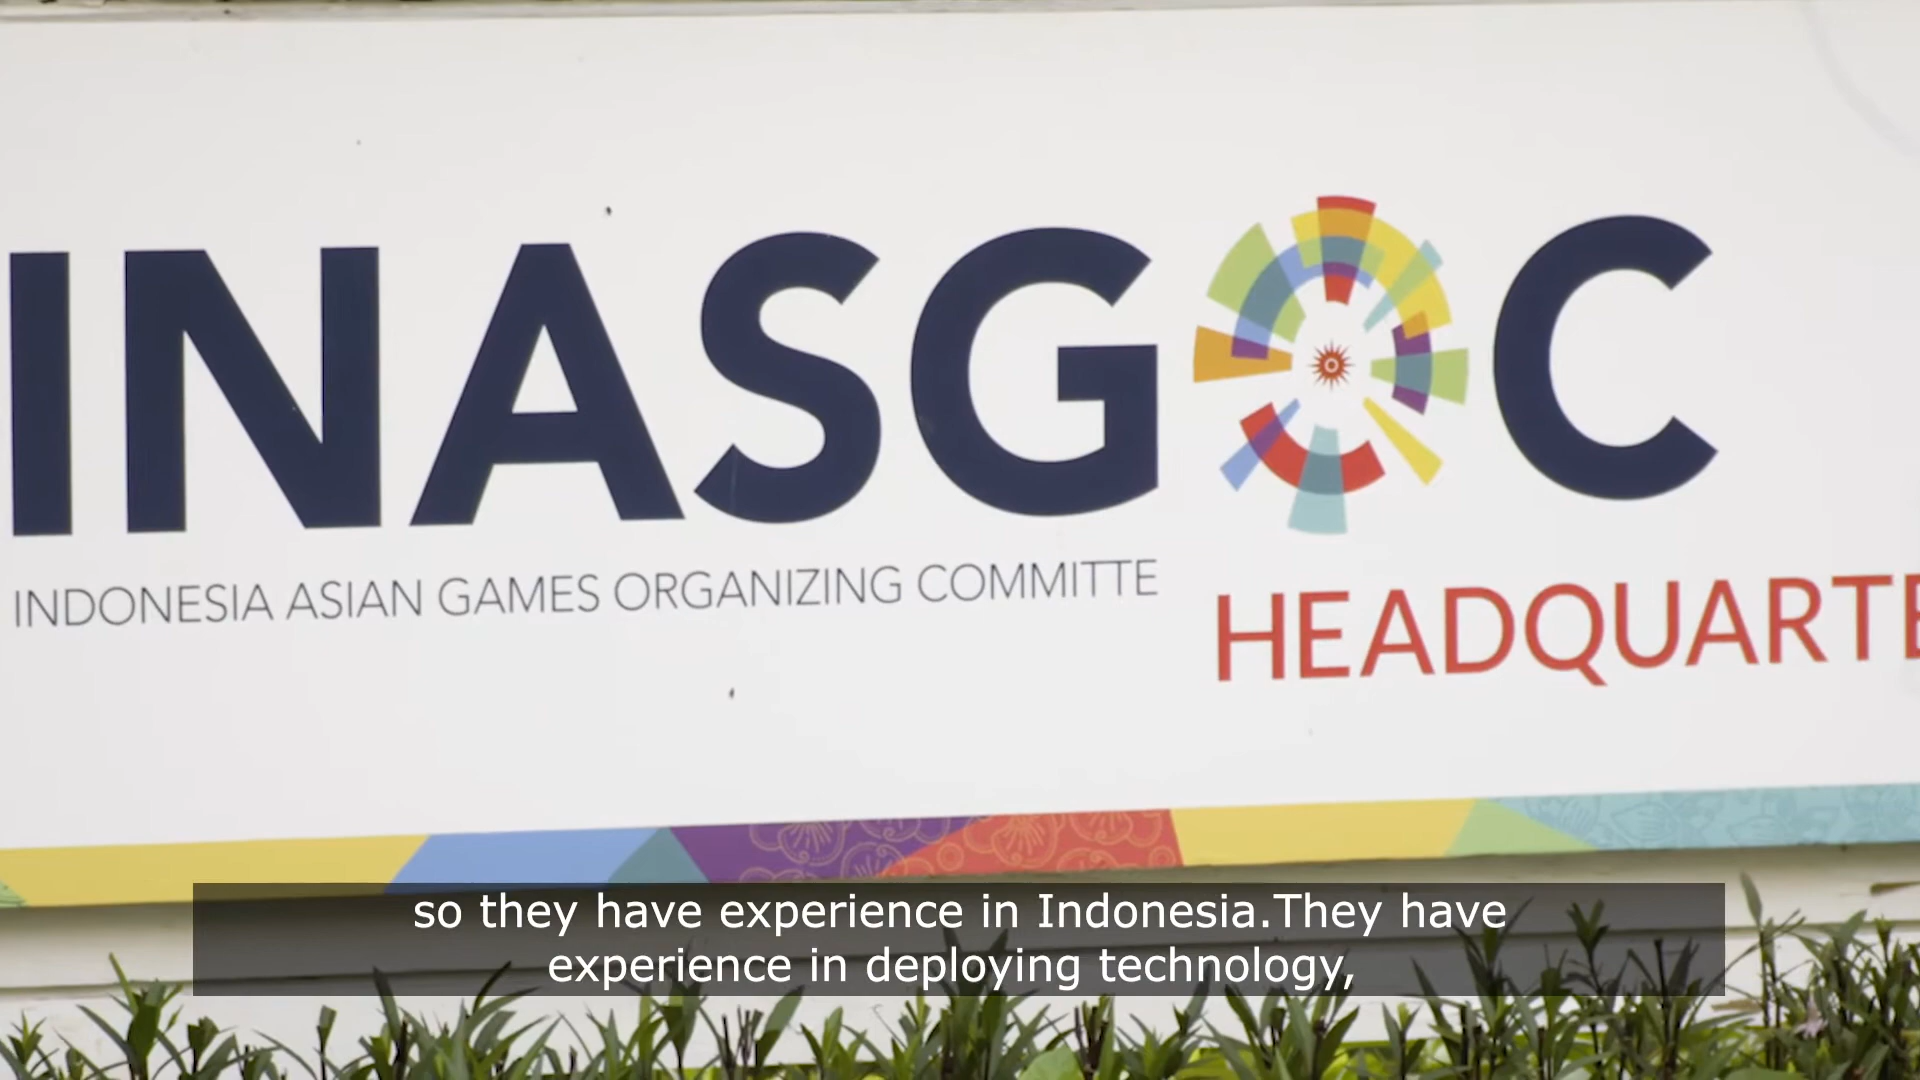 INASGOC
INDONESIA ASIAN GAMES ORGANIZING COMMITTE
HEADQUARTE
so they have experience in Indonesia.They have
experience in deploying technology,